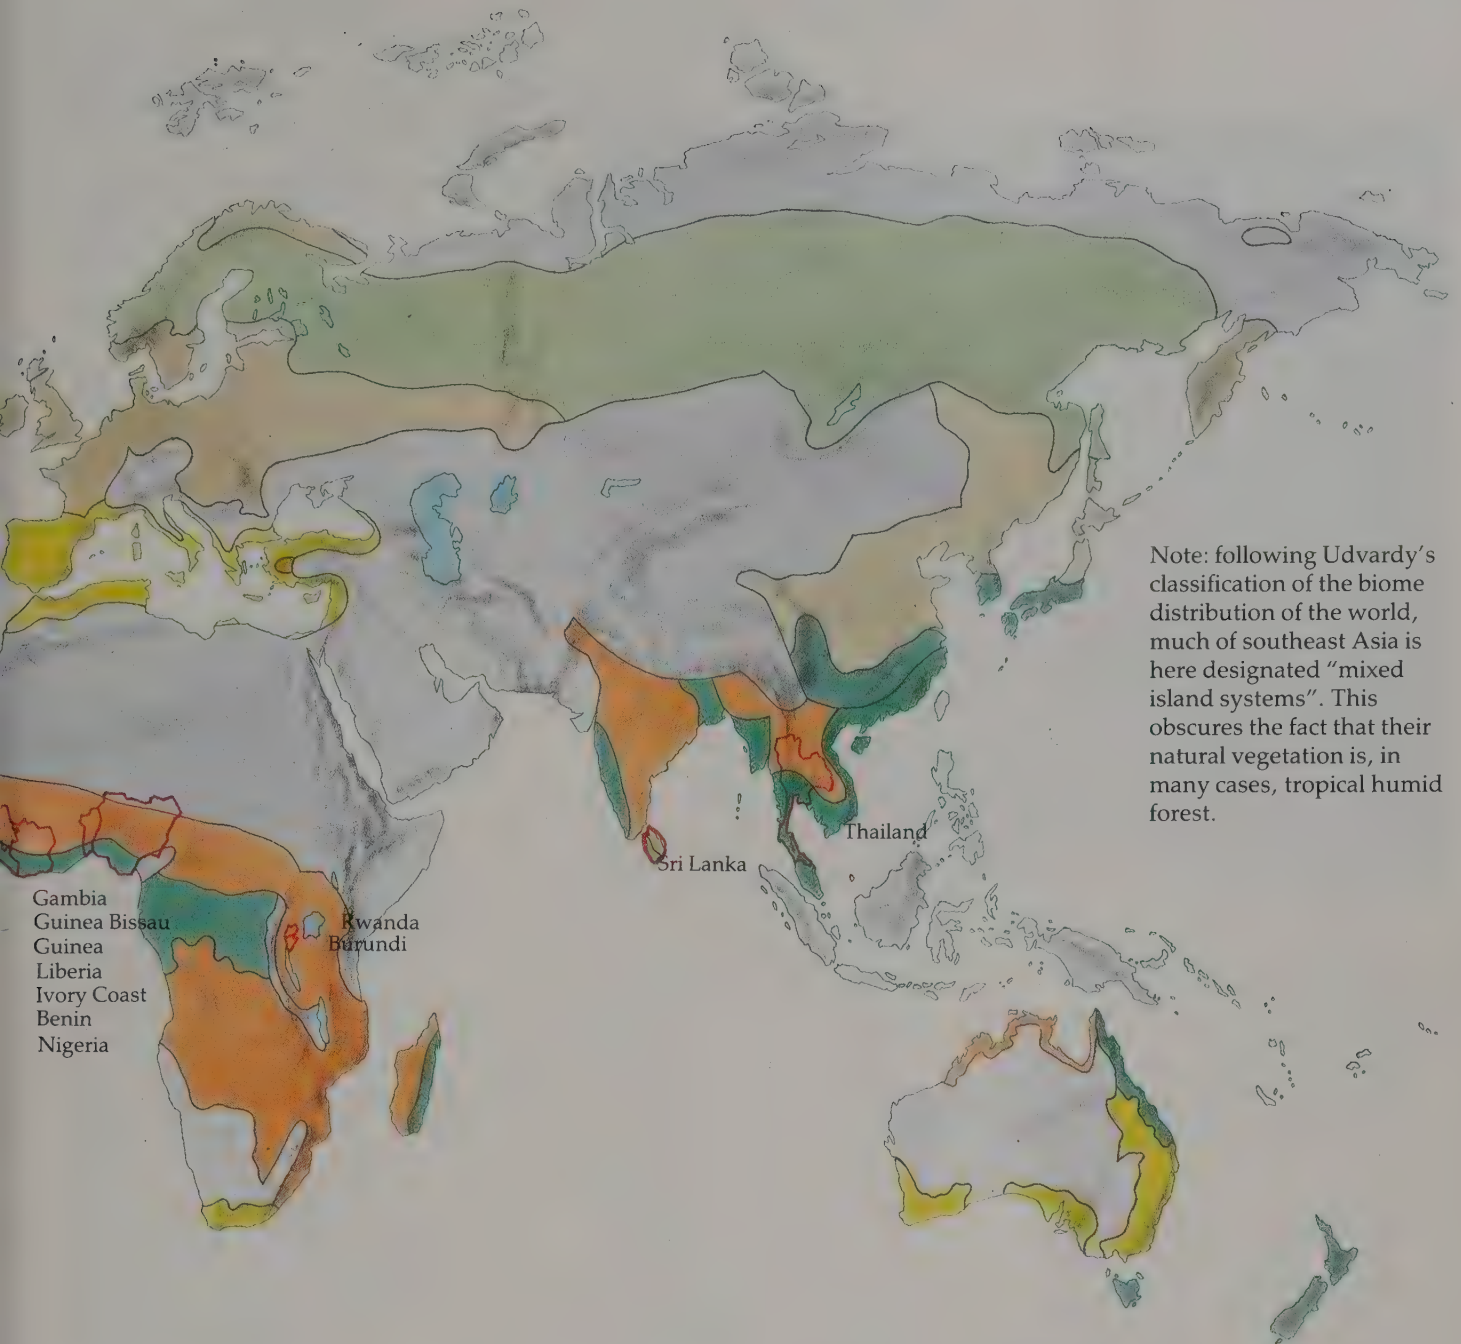 Note: following Udvardy's
classification of the biome
distribution of the world,
much of southeast Asia is
here designated "mixed
island systems". This
obscures the fact that their
natural vegetation is, in
many cases, tropical humid
forest.
Thailand
Sri Lanka
Gambia
Guinea Bissau
Guinea
Liberia
Ivory Coast
Benin
Nigeria
Rwanda
Burundi